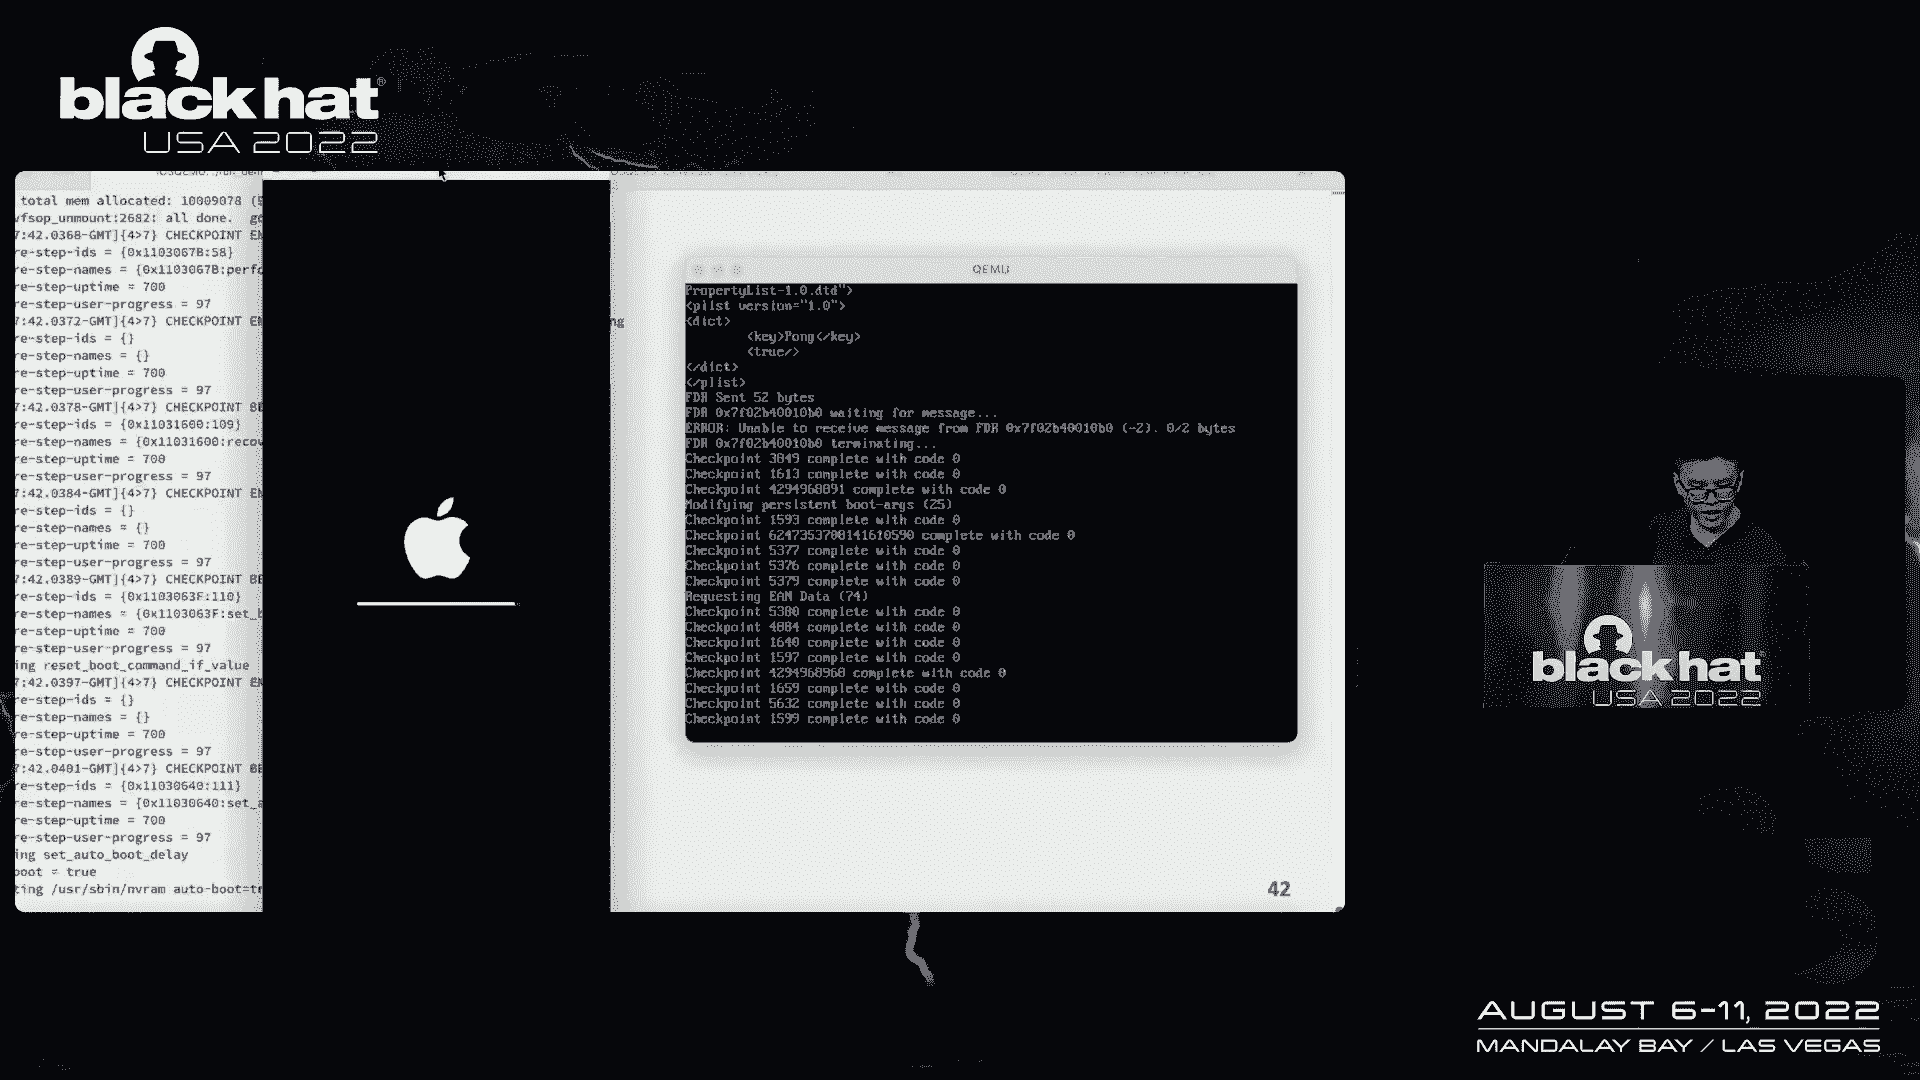 black hat®
USA 2022
total mem allocated: 10009078 (
fsop_unmount:2682: all done.
7:42.0368-GMT]{4>7} CHECKPOINT
re-step-ids = {0x1103067B:58}
re-step-names = {0x1103067B:perfo
re-step-uptime = 700
re-step-user-progress = 97
7:42.0372-GMT]{4>7} CHECKPOINT
re-step-ids = {}
re-step-names = {}
re-step-uptime = 700
re-step-user-progress = 97
7:42.0378-GMT]{4>7} CHECKPOINT
re-step-ids = {0x11031600:109}
re-step-names = {0x11031600:recov
re-step-uptime = 700
re-step-user-progress = 97
7:42.0384-GMT]{4>7} CHECKPOINT
re-step-ids = {}
re-step-names = {}
re-step-uptime = 700
re-step-user-progress = 97
7:42.0389-GMT]{4>7} CHECKPOINT
re-step-ids = {0x1103063F:110}
re-step-names = {0x1103063F:set_b
re-step-uptime = 700
re-step-user-progress = 97
ing reset_boot_command_if_value
7:42.0397-GMT]{4>7} CHECKPOINT
re-step-ids = {}
re-step-names = {}
re-step-uptime = 700
re-step-user-progress = 97
7:42.0401-GMT]{4>7} CHECKPOINT
re-step-ids = {0x11030640:111}
re-step-names = {0x11030640:set_a
re-step-uptime = 700
re-step-user-progress = 97
ing set_auto_boot_delay
boot = true
ting /usr/sbin/nvram auto-boot=tr
ng
QEMU
PropertyList-1.0.dtd">
<plist version="1.0">
<dict>
<key>Pong</key>
<true/>
</dict>
</plist>
FDR Sent 52 bytes
FDR 0x7f02b40010b0 waiting for message...
ERROR: Unable to receive message from FDR 0x7f02b40010b0 (-2). 0/2 bytes
FDR 0x7f02b40010b0 terminating...
Checkpoint 3049 complete with code 0
Checkpoint 1613 complete with code 0
Checkpoint 4294968091 complete with code 0
Modifying persistent boot-args (25)
Checkpoint 1593 complete with code 0
Checkpoint 6247353708141610590 complete with code 0
Checkpoint 5377 complete with code 0
Checkpoint 5376 complete with code 0
Checkpoint 5379 complete with code 0
Requesting EAN Data (74)
Checkpoint 5380 complete with code 0
Checkpoint 4084 complete with code 0
Checkpoint 1640 complete with code 0
Checkpoint 1597 complete with code 0
Checkpoint 4294968960 complete with code 0
Checkpoint 1659 complete with code 0
Checkpoint 5632 complete with code 0
Checkpoint 1599 complete with code 0
42
black hat
USA 2022
AUGUST 6-11, 2022
MANDALAY BAY / LAS VEGAS